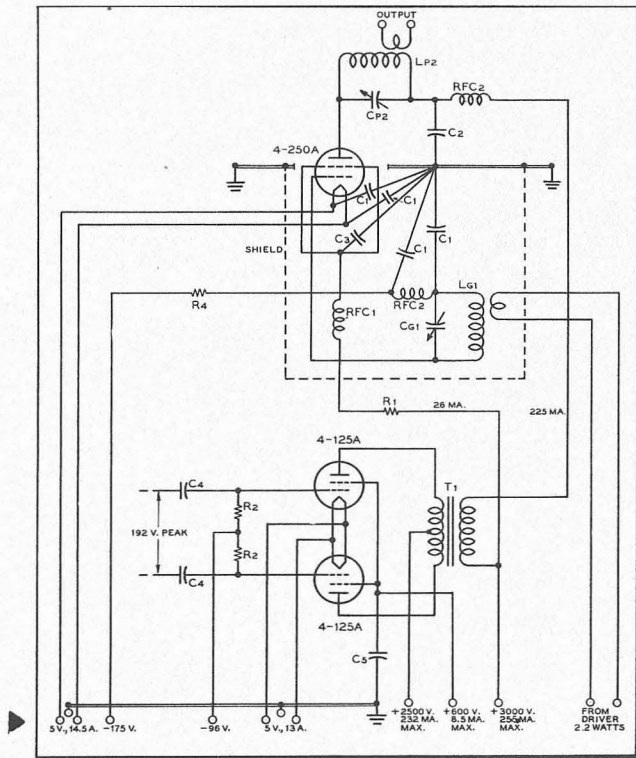 OUTPUT
LP2
RFC2
CP2
C2
4-250A
C1
C1
C3
C1
C1
SHIELD
LG1
RFC2
R4
RFC1
CG1
R1
26 MA.
225 MA.
4-125A
T1
C4
R2
192 V. PEAK
R2
C4
4-125A
C5
5 V., 14.5 A.
-175 V.
-96 V.
5 V., 13 A.
+2500 V.
232 MA.
MAX.
+600 V.
8.5 MA.
MAX.
+3000 V.
255 MA.
MAX.
FROM
DRIVER
2.2 WATTS